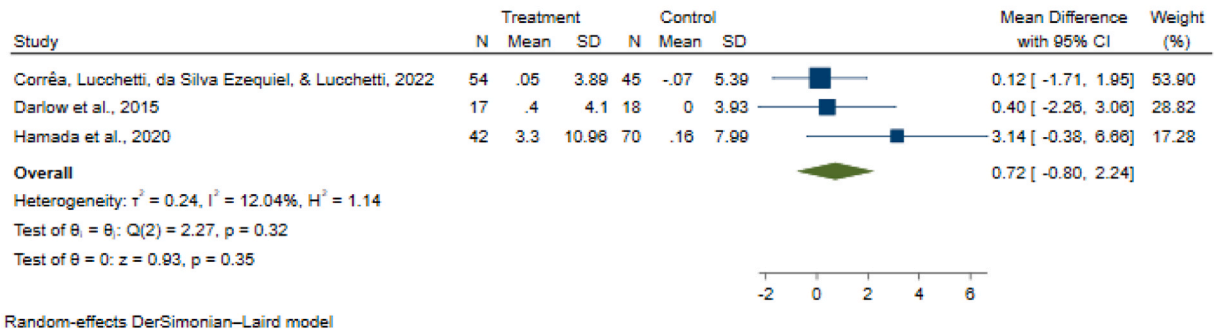 Treatment Control Mean Difference Weight
Study N Mean SD N Mean SD with 95% CI (%)
Corrêa, Lucchetti, da Silva Ezequiel, & Lucchetti, 2022 54 .05 3.89 45 -.07 5.39 0.12 [ -1.71, 1.95] 53.90
Darlow et al., 2015 17 .4 4.1 18 0 3.93 0.40 [ -2.26, 3.06] 28.82
Hamada et al., 2020 42 3.3 10.96 70 .16 7.99 3.14 [ -0.38, 6.66] 17.28
Overall 0.72 [ -0.80, 2.24]
Heterogeneity: τ² = 0.24, I² = 12.04%, H² = 1.14
Test of θᵢ = θⱼ: Q(2) = 2.27, p = 0.32
Test of θ = 0: z = 0.93, p = 0.35
-2 0 2 4 6
Random-effects DerSimonian–Laird model